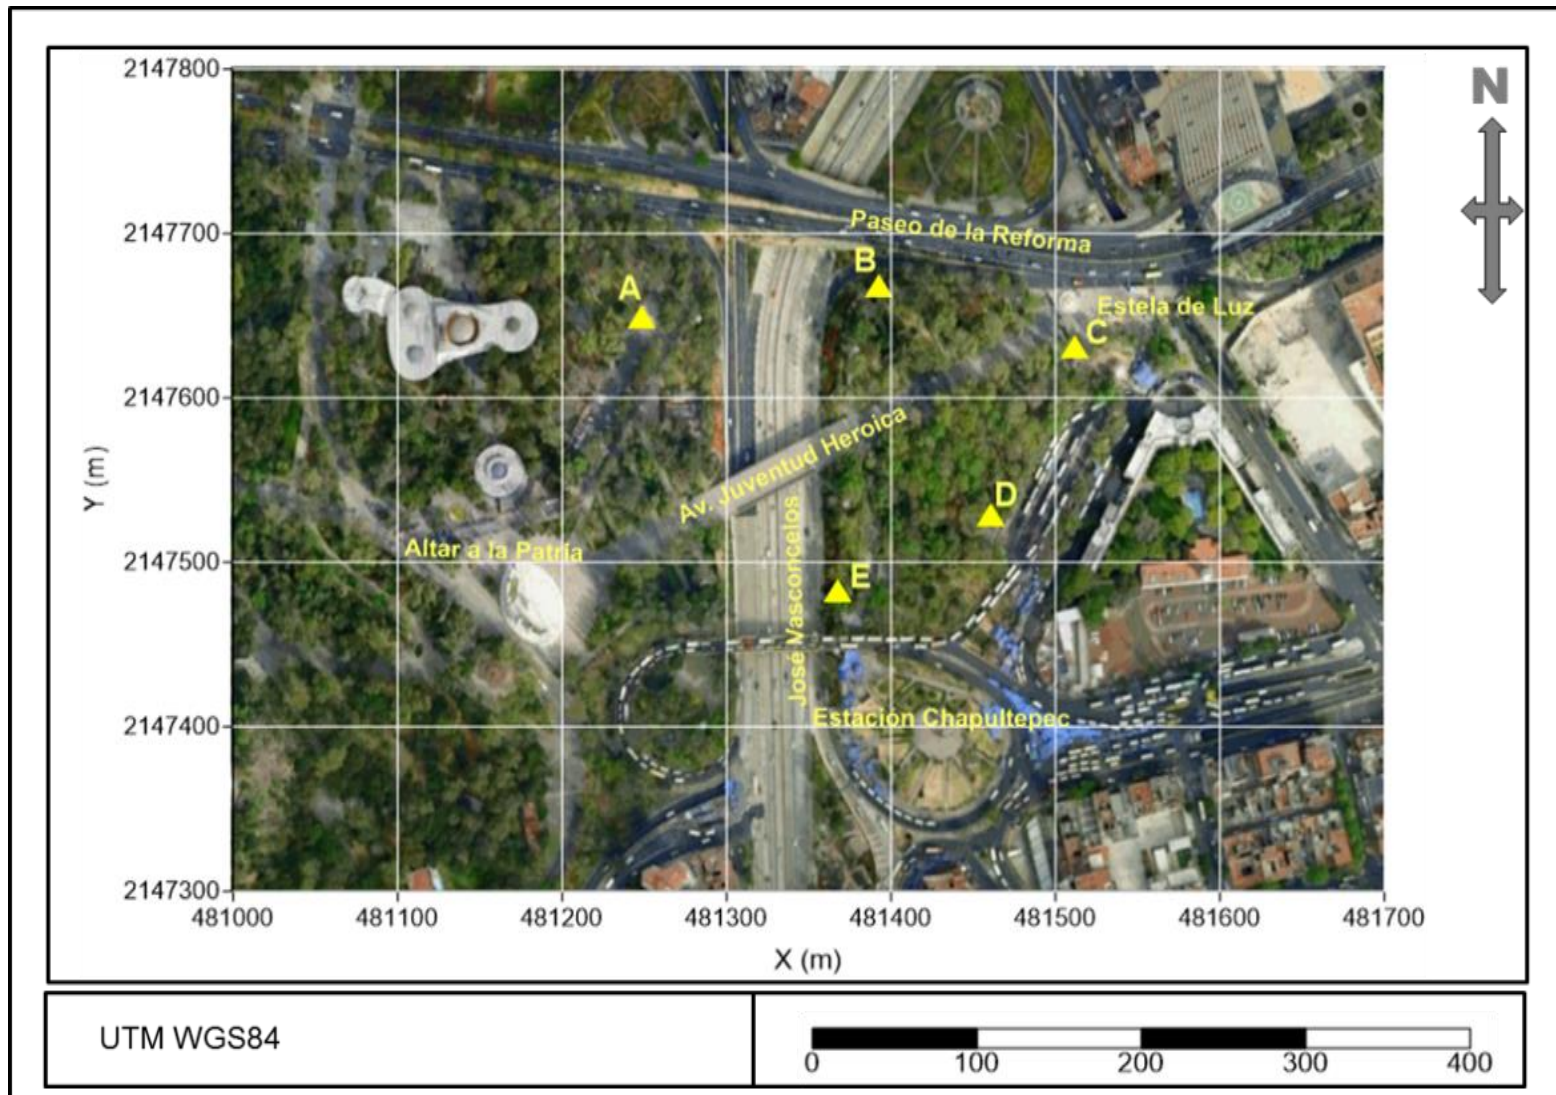 N
2147800
2147700
2147600
2147500
2147400
2147300
Y (m)
Paseo de la Reforma
B
A
Estela de Luz
C
Av. Juventud Heroica
D
Altar a la Patria
E
José Vasconcelos
Estación Chapultepec
481000 481100 481200 481300 481400 481500 481600 481700
X (m)
UTM WGS84
0 100 200 300 400